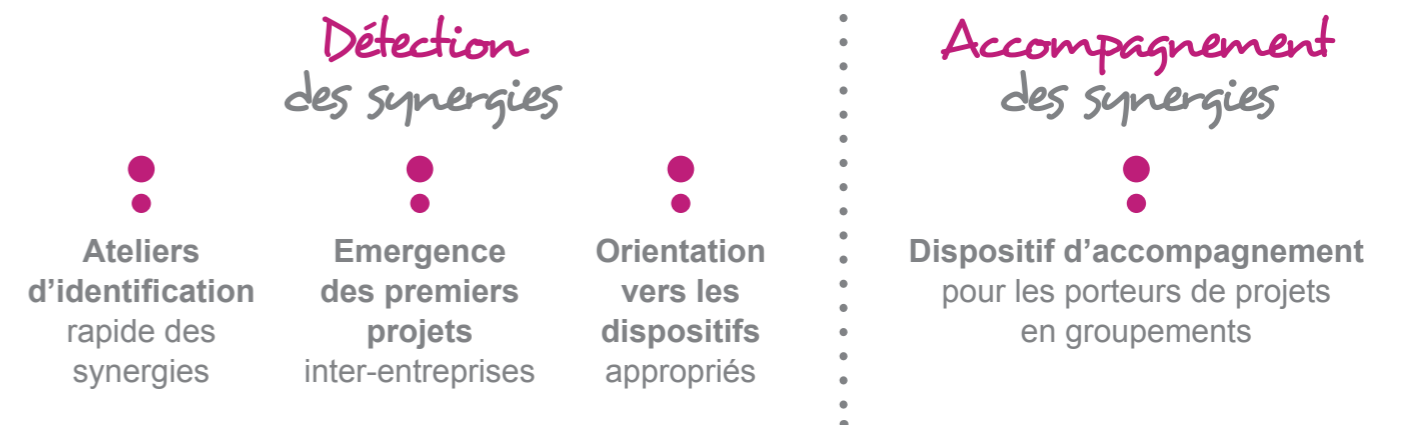 Détection
des synergies
Ateliers
d'identification
rapide des
synergies
Emergence
des premiers
projets
inter-entreprises
Orientation
vers les
dispositifs
appropriés
Accompagnement
des synergies
Dispositif d’accompagnement
pour les porteurs de projets
en groupements